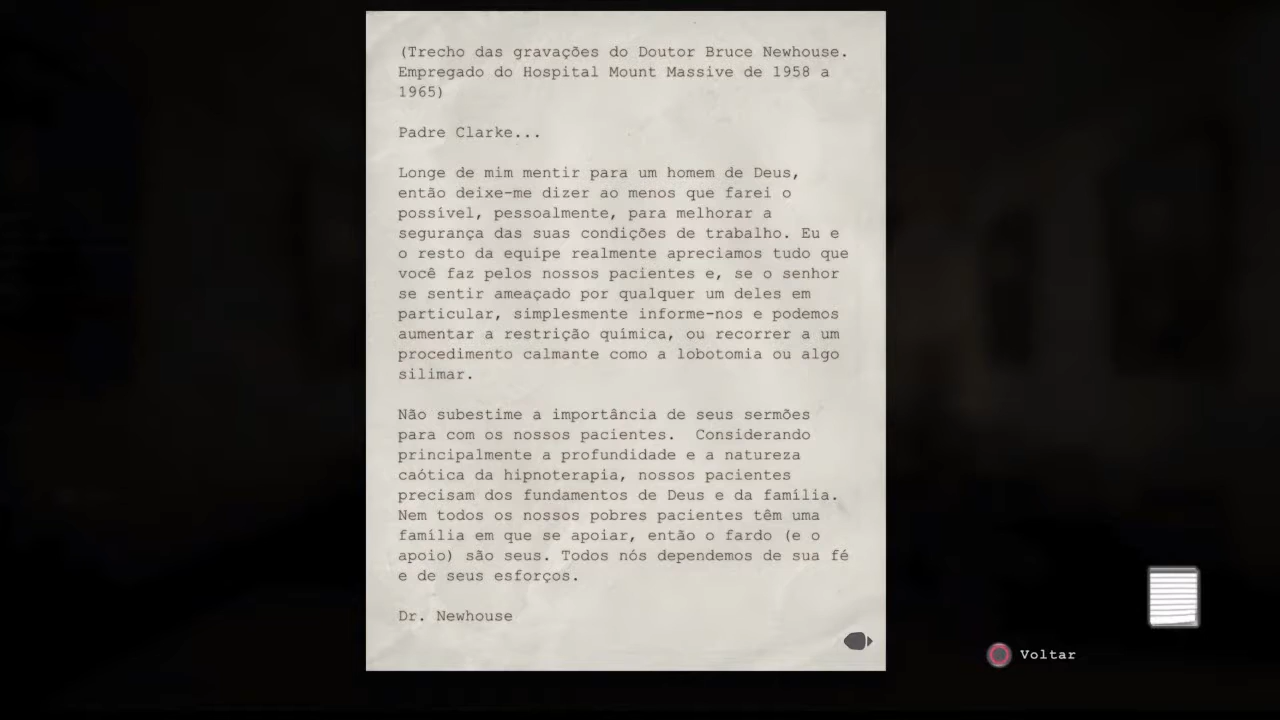 (Trecho das gravações do Doutor Bruce Newhouse.
Empregado do Hospital Mount Massive de 1958 a
1965)
Padre Clarke...
Longe de mim mentir para um homem de Deus,
então deixe-me dizer ao menos que farei o
possível, pessoalmente, para melhorar a
segurança das suas condições de trabalho. Eu e
o resto da equipe realmente apreciamos tudo que
você faz pelos nossos pacientes e, se o senhor
se sentir ameaçado por qualquer um deles em
particular, simplesmente informe-nos e podemos
aumentar a restrição química, ou recorrer a um
procedimento calmante como a lobotomia ou algo
silimar.
Não subestime a importância de seus sermões
para com os nossos pacientes.  Considerando
principalmente a profundidade e a natureza
caótica da hipnoterapia, nossos pacientes
precisam dos fundamentos de Deus e da família.
Nem todos os nossos pobres pacientes têm uma
família em que se apoiar, então o fardo (e o
apoio) são seus. Todos nós dependemos de sua fé
e de seus esforços.
Dr. Newhouse
Voltar